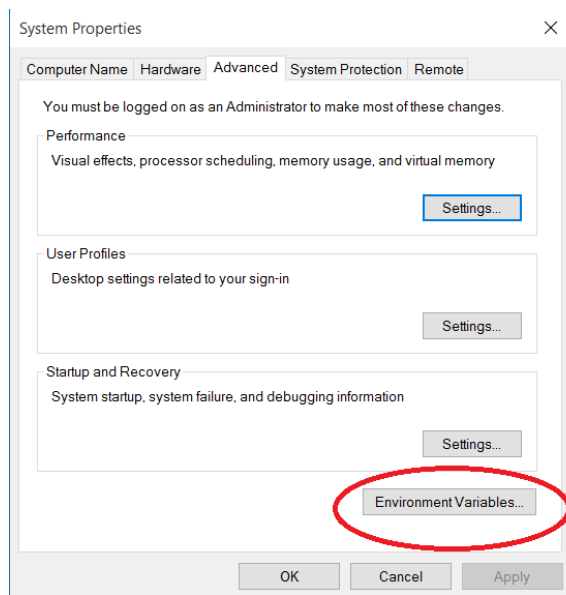 System Properties
Computer Name Hardware Advanced System Protection Remote
You must be logged on as an Administrator to make most of these changes.
Performance
Visual effects, processor scheduling, memory usage, and virtual memory
Settings...
User Profiles
Desktop settings related to your sign-in
Settings...
Startup and Recovery
System startup, system failure, and debugging information
Settings...
Environment Variables...
OK Cancel Apply